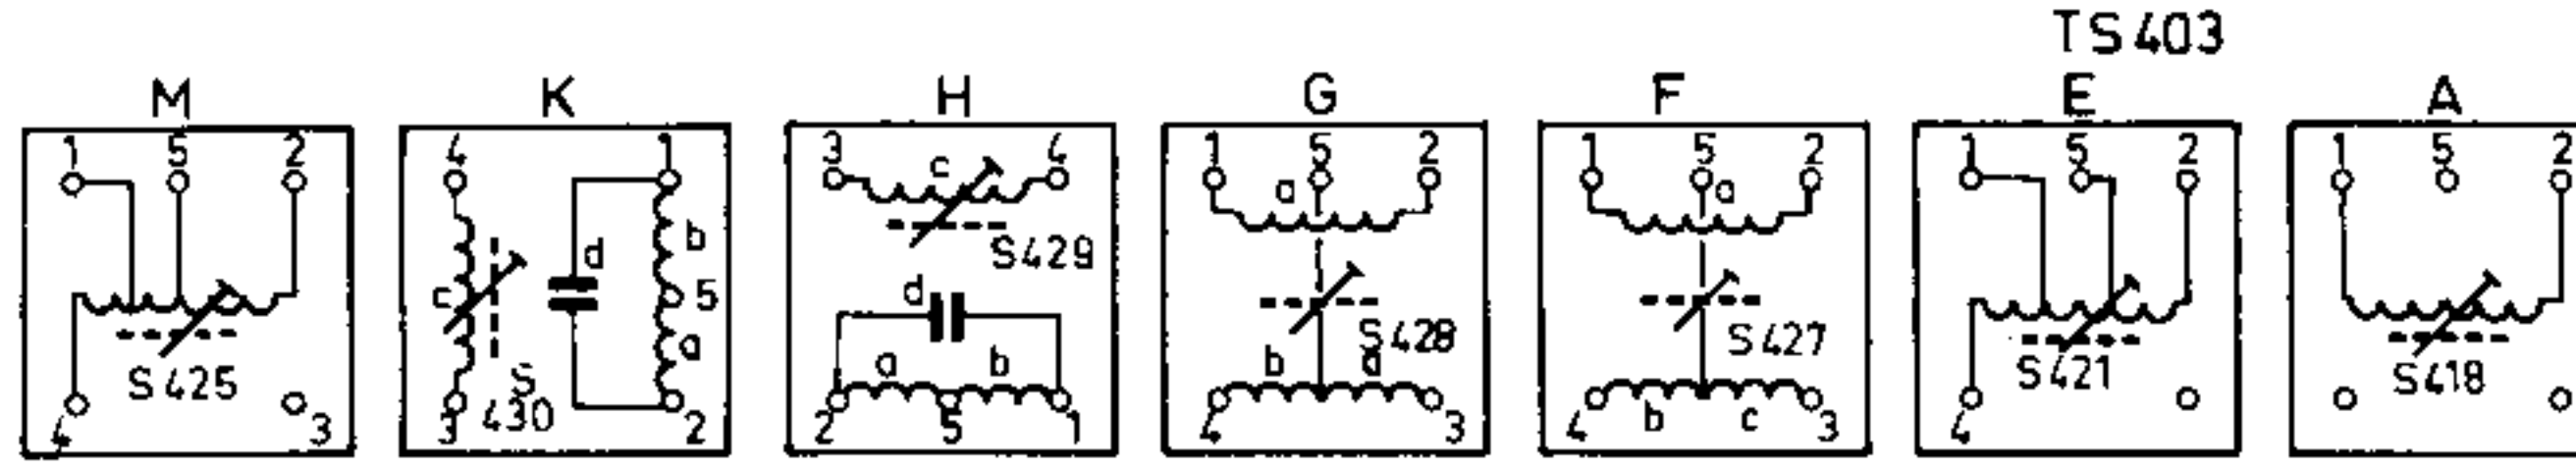 TS403
M K H G F E A
1 5 2 4 1 3 4 1 5 2 1 5 2 1 5 2 1 5 2
c a a
b S429
d
c 5 d S428 S427
a a b b a S421 S418
S425 S
430
4 3 3 2 2 5 1 4 3 4 b c 3 4